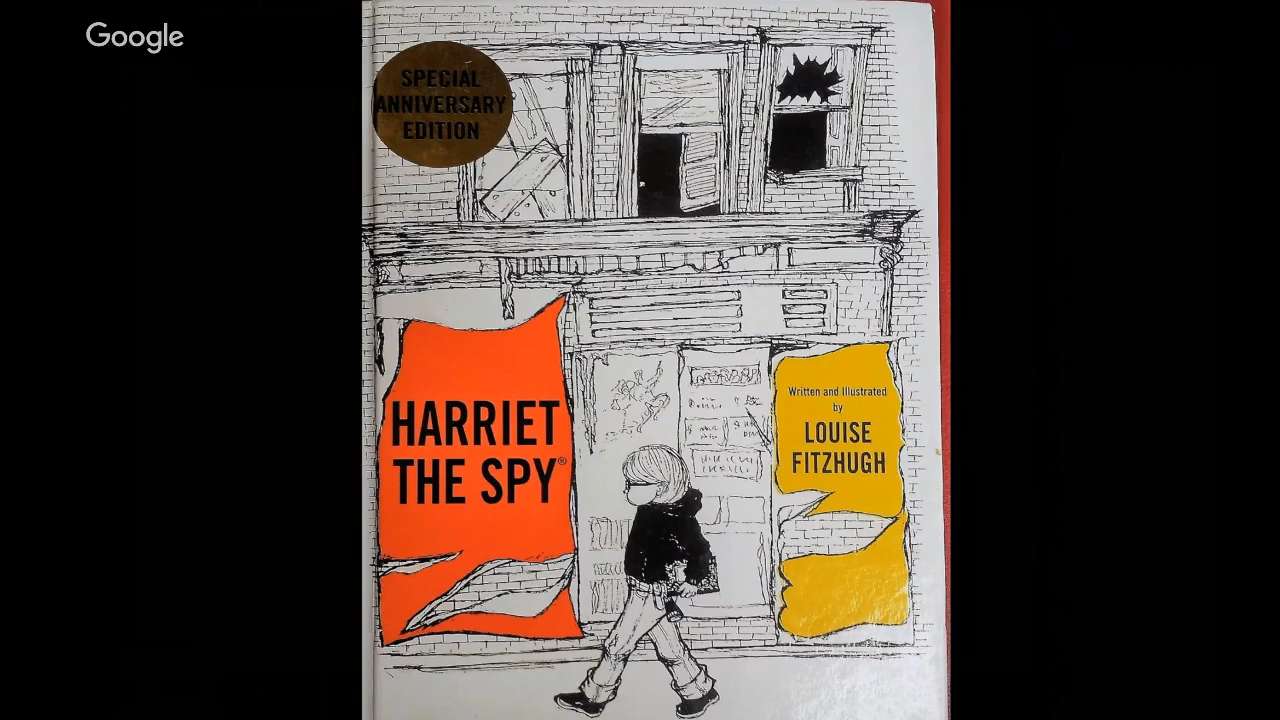 Google
SPECIAL
ANNIVERSARY
EDITION
HARRIET
THE SPY®
Written and Illustrated
by
LOUISE
FITZHUGH